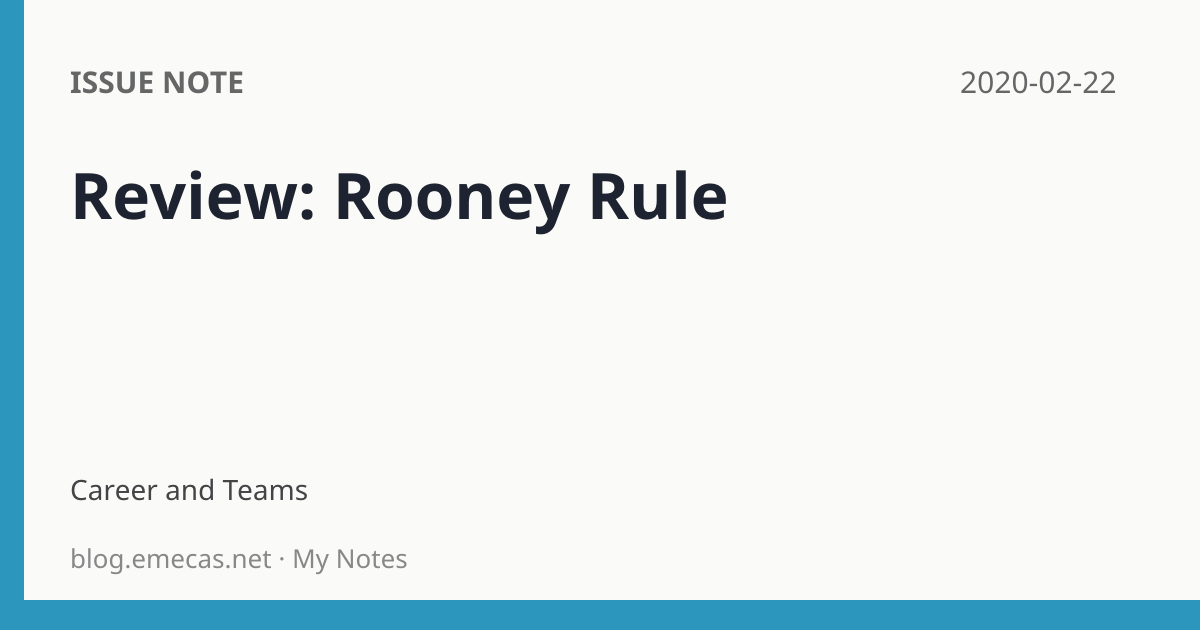 ISSUE NOTE
2020-02-22
Review: Rooney Rule
Career and Teams
blog.emecas.net · My Notes